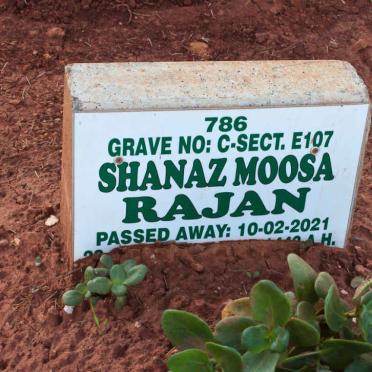 786
GRAVE NO: C-SECT. E107
SHANAZ MOOSA
RAJAN
PASSED AWAY: 10-02-2021
A.H.